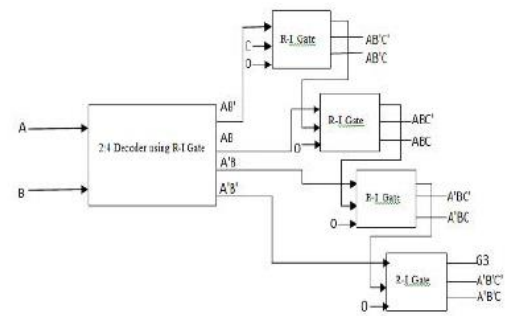 R-I Gate
C
0
AB'C'
AB'C
AB'
R-I Gate
ABC'
ABC
0
A
2:4 Decoder using R-I Gate
AB
A'B
A'B'
B
R-I Gate
A'BC'
A'BC
0
R-I Gate
G3
A'B'C'
A'B'C
0